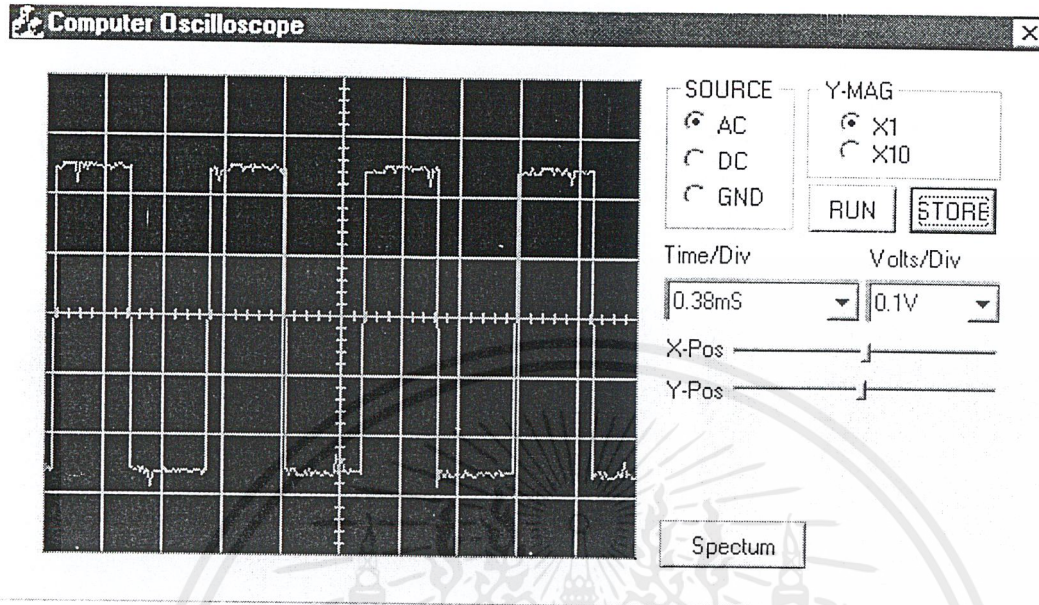 Computer Oscilloscope
SOURCE
AC
DC
GND
Y-MAG
X1
X10
RUN
STORE
Time/Div
Volts/Div
0.38mS
0.1V
X-Pos
Y-Pos
Spectum